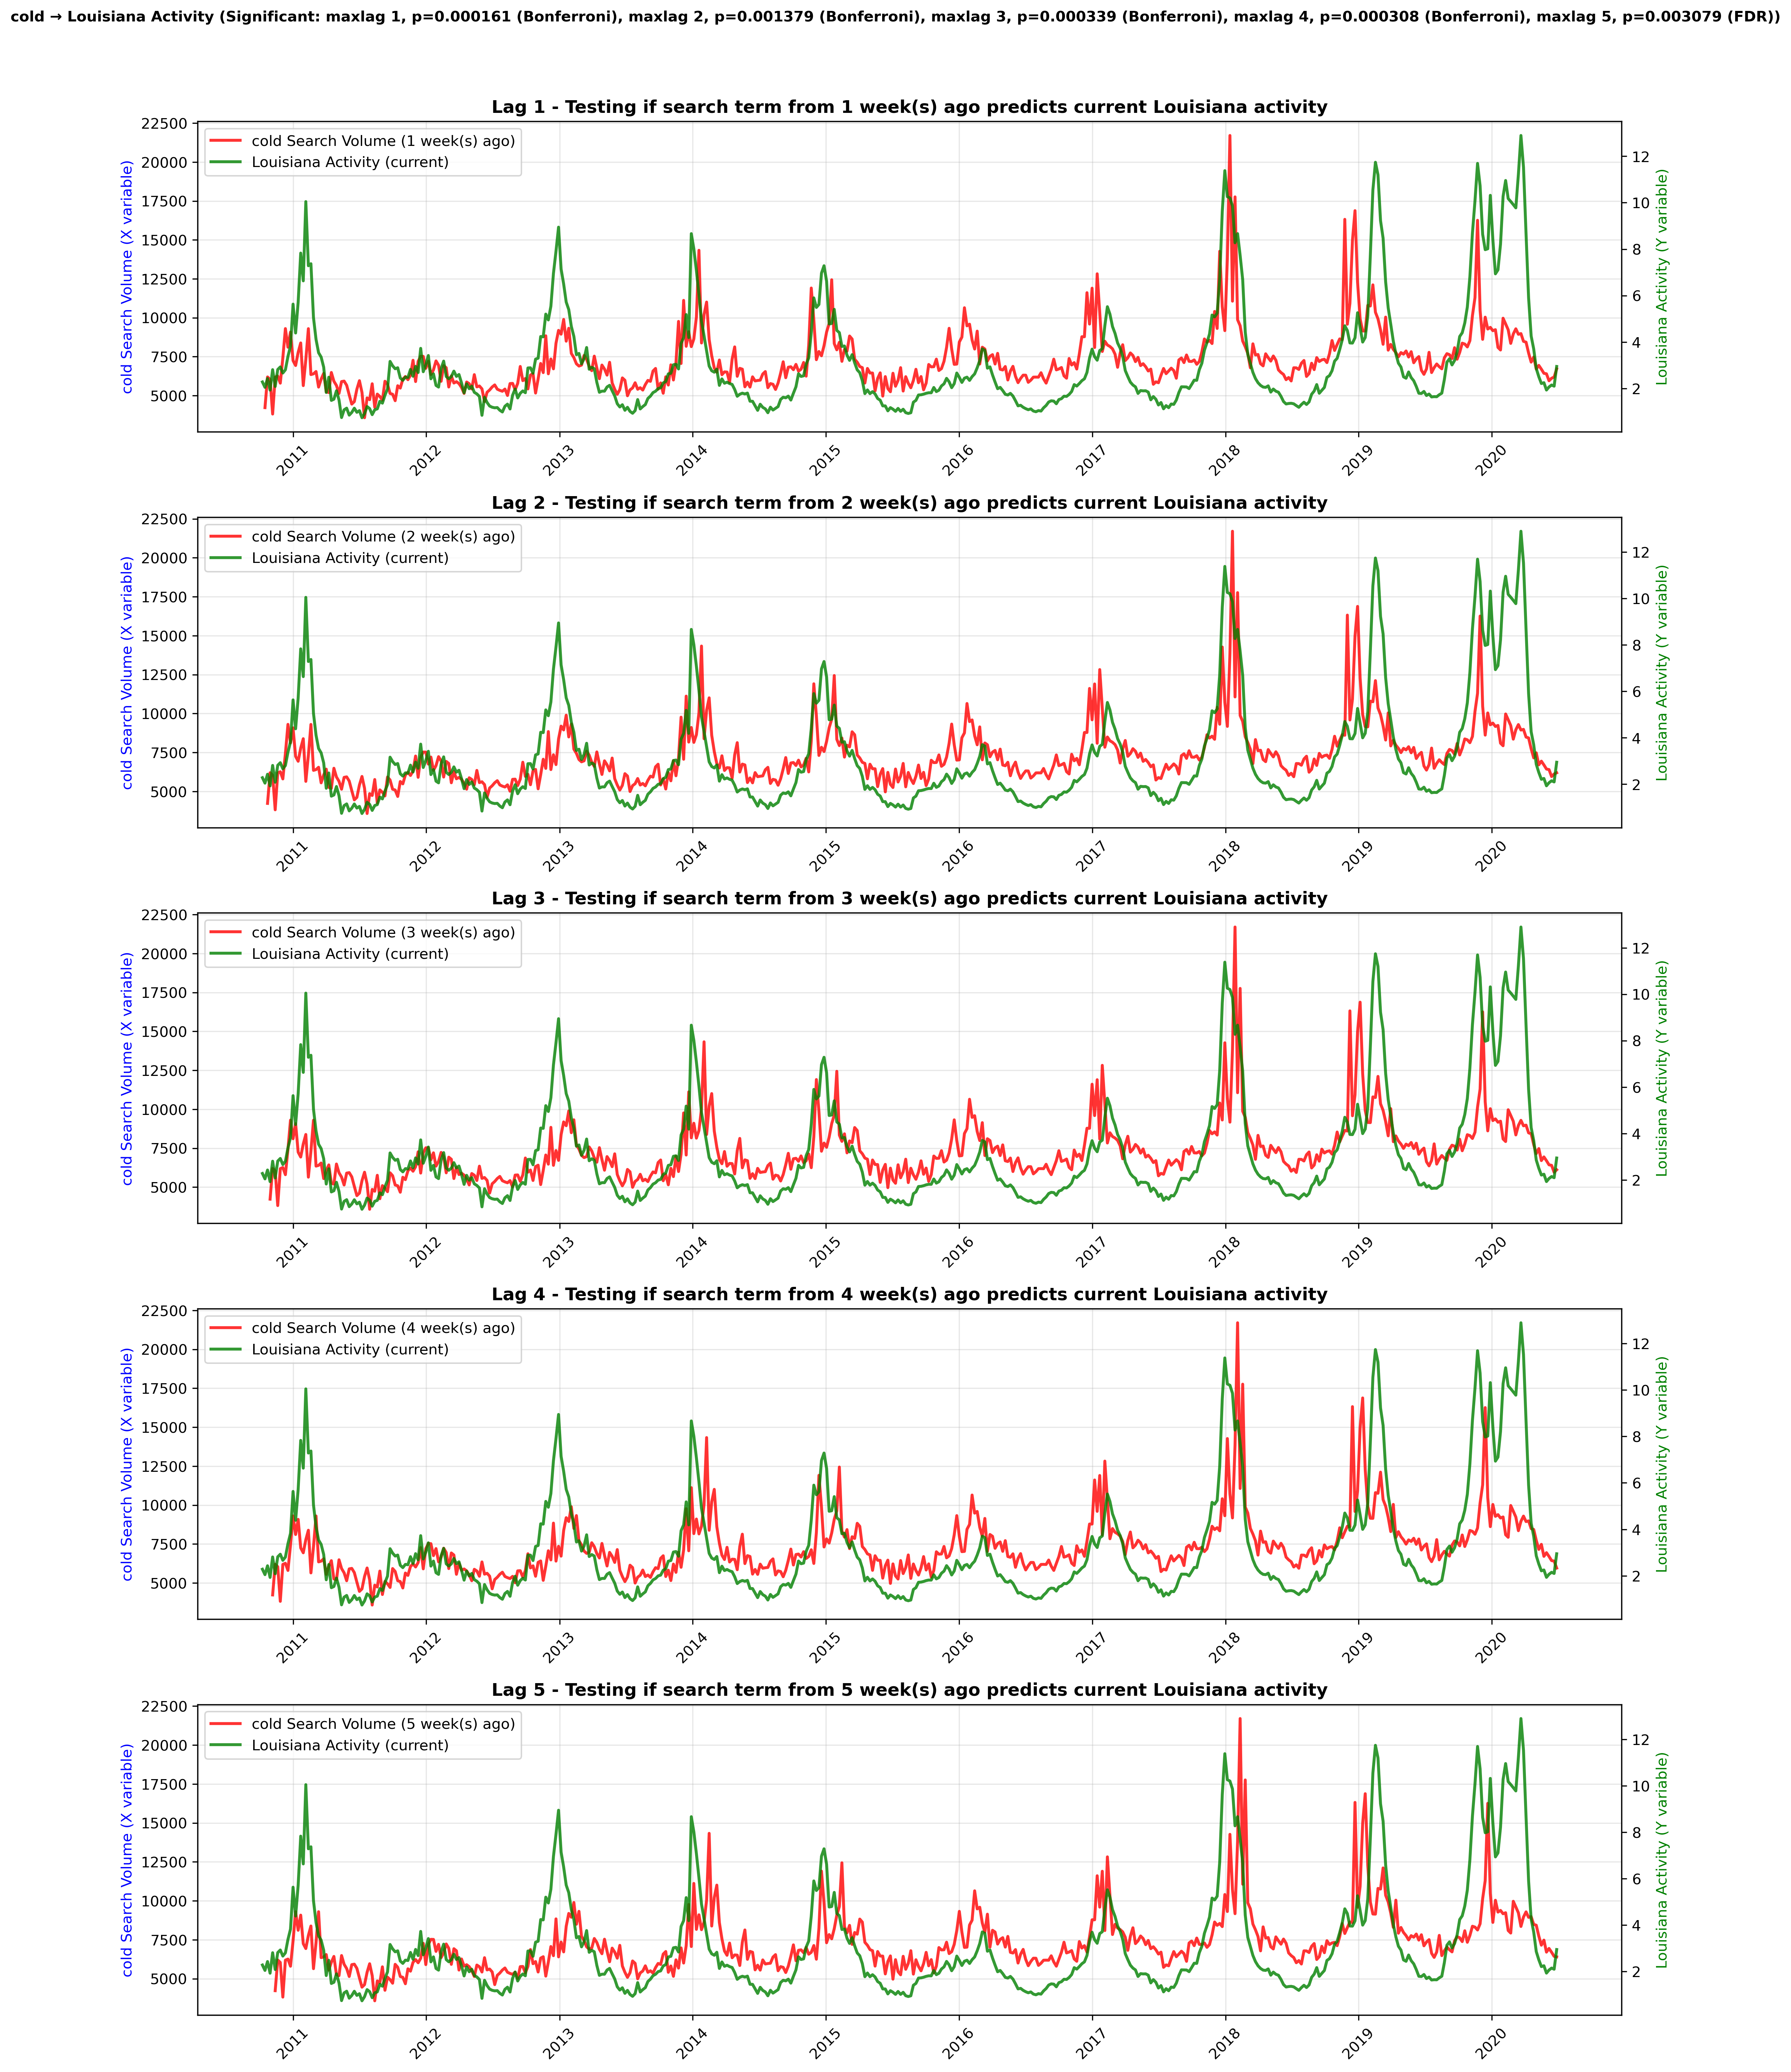 cold → Louisiana Activity (Significant: maxlag 1, p=0.000161 (Bonferroni), maxlag 2, p=0.001379 (Bonferroni), maxlag 3, p=0.000339 (Bonferroni), maxlag 4, p=0.000308 (Bonferroni), maxlag 5, p=0.003079 (FDR))
Lag 1 - Testing if search term from 1 week(s) ago predicts current Louisiana activity
cold Search Volume (1 week(s) ago)
Louisiana Activity (current)
cold Search Volume (X variable)
22500
20000
17500
15000
12500
10000
7500
5000
12
10
8
6
4
2
Louisiana Activity (Y variable)
2011 2012 2013 2014 2015 2016 2017 2018 2019 2020
Lag 2 - Testing if search term from 2 week(s) ago predicts current Louisiana activity
cold Search Volume (2 week(s) ago)
Louisiana Activity (current)
cold Search Volume (X variable)
22500
20000
17500
15000
12500
10000
7500
5000
12
10
8
6
4
2
Louisiana Activity (Y variable)
2011 2012 2013 2014 2015 2016 2017 2018 2019 2020
Lag 3 - Testing if search term from 3 week(s) ago predicts current Louisiana activity
cold Search Volume (3 week(s) ago)
Louisiana Activity (current)
cold Search Volume (X variable)
22500
20000
17500
15000
12500
10000
7500
5000
12
10
8
6
4
2
Louisiana Activity (Y variable)
2011 2012 2013 2014 2015 2016 2017 2018 2019 2020
Lag 4 - Testing if search term from 4 week(s) ago predicts current Louisiana activity
cold Search Volume (4 week(s) ago)
Louisiana Activity (current)
cold Search Volume (X variable)
22500
20000
17500
15000
12500
10000
7500
5000
12
10
8
6
4
2
Louisiana Activity (Y variable)
2011 2012 2013 2014 2015 2016 2017 2018 2019 2020
Lag 5 - Testing if search term from 5 week(s) ago predicts current Louisiana activity
cold Search Volume (5 week(s) ago)
Louisiana Activity (current)
cold Search Volume (X variable)
22500
20000
17500
15000
12500
10000
7500
5000
12
10
8
6
4
2
Louisiana Activity (Y variable)
2011 2012 2013 2014 2015 2016 2017 2018 2019 2020